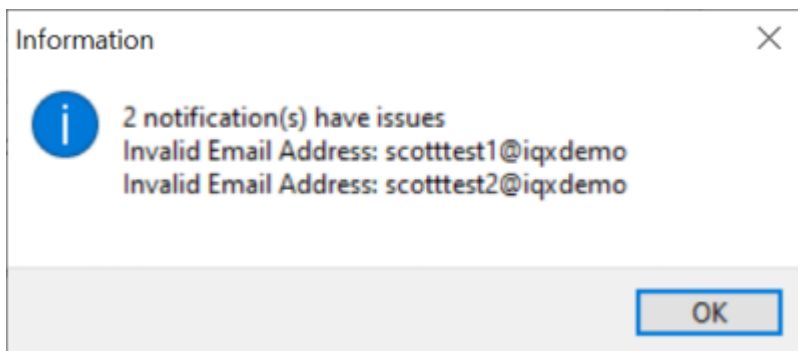 Information
2 notification(s) have issues
Invalid Email Address: scotttest1@iqxdemo
Invalid Email Address: scotttest2@iqxdemo
OK